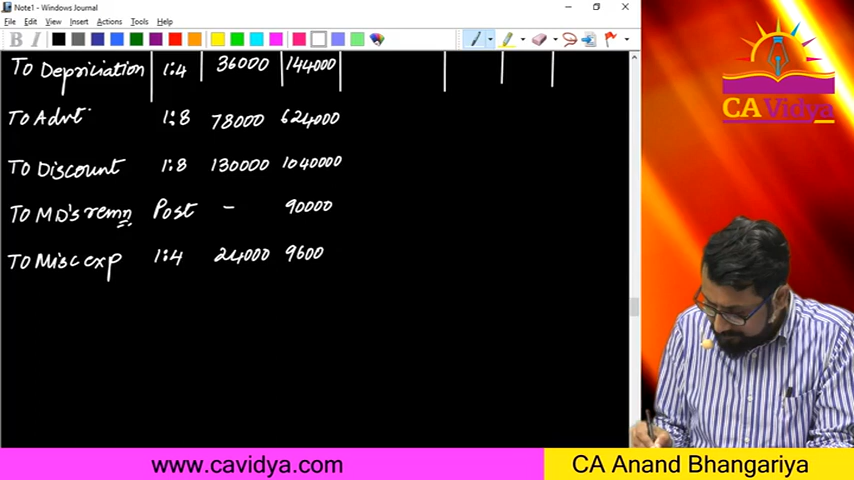 Note1 - Windows Journal
File Edit View Insert Actions Tools Help
B I
To Depriciation 1:4 36000 144000
To Advt 1:8 78000 624000
To Discount 1:8 130000 1040000
To MD's remn Post - 90000
To Misc exp 1:4 24000 9600
CA Vidya
www.cavidya.com
CA Anand Bhangariya